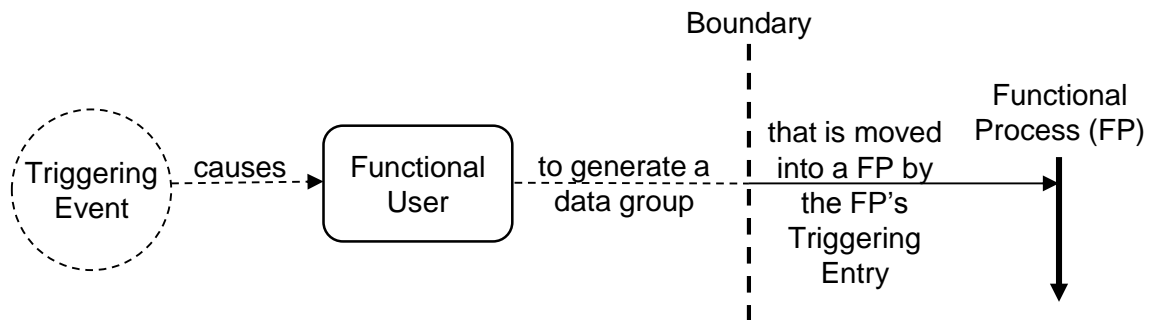 Boundary
Functional
Process (FP)
Triggering
Event
causes
Functional
User
to generate a
data group
that is moved
into a FP by
the FP's
Triggering
Entry